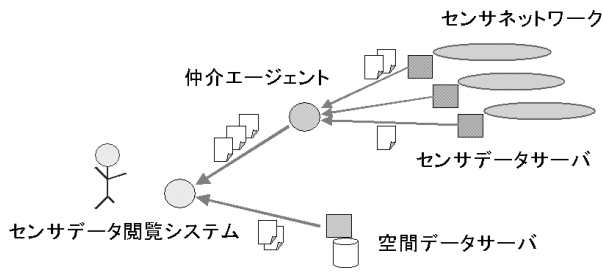 センサネットワーク
仲介エージェント
センサデータサーバ
センサデータ閲覧システム
空間データサーバ